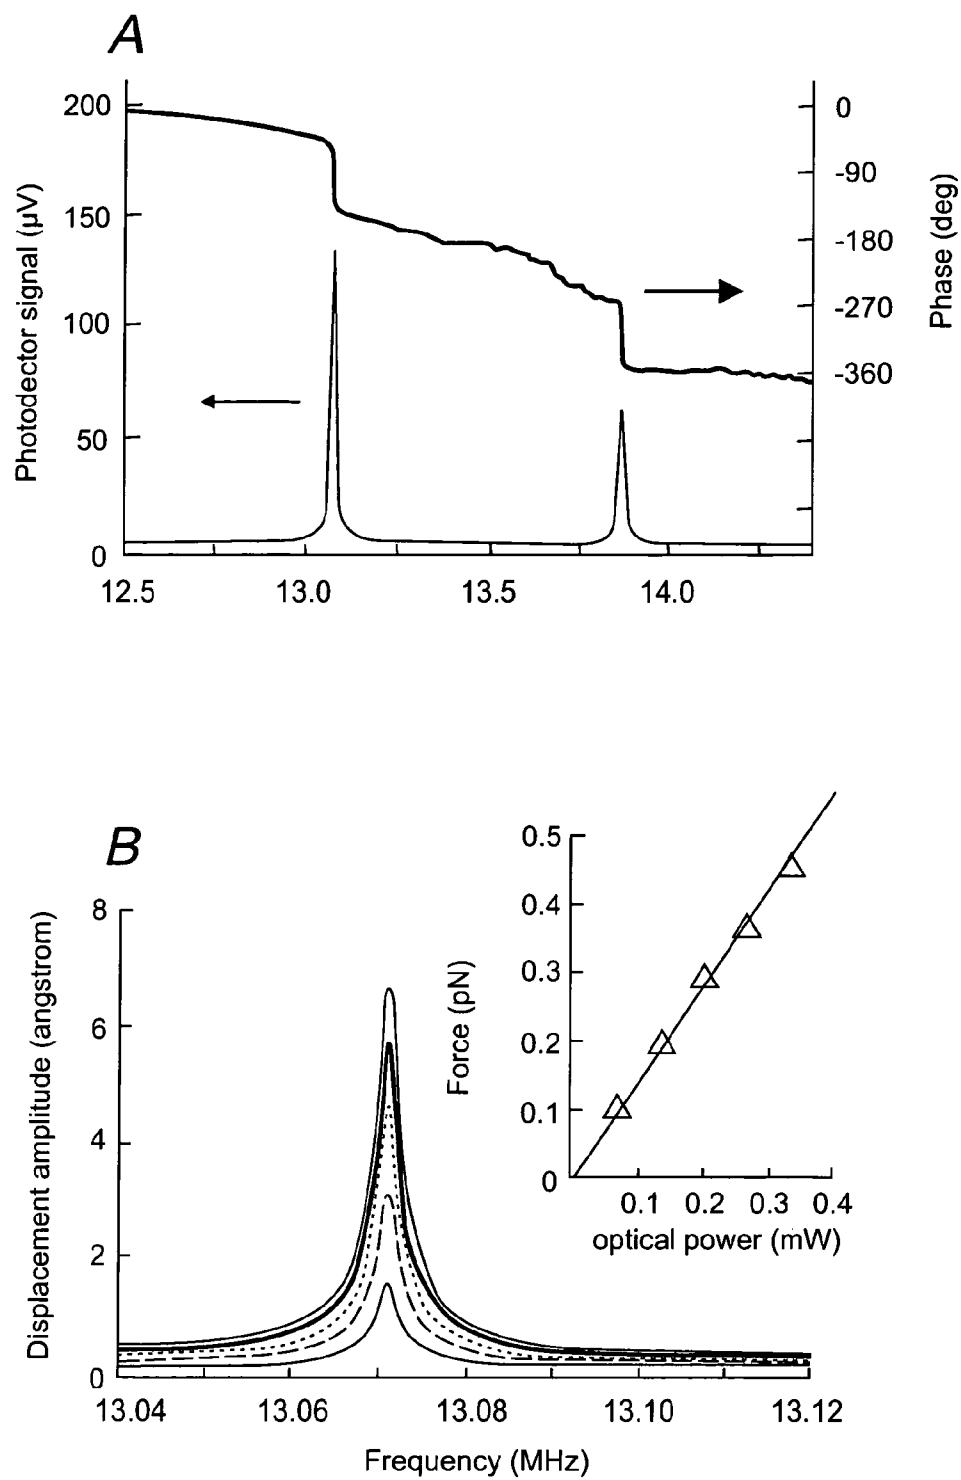 A
200
150
100
50
0
Photodector signal (µV)
0
-90
-180
-270
-360
Phase (deg)
12.5 13.0 13.5 14.0
B
8
6
4
2
0
Displacement amplitude (angstrom)
0.5
0.4
0.3
0.2
0.1
0
Force (pN)
0.1 0.2 0.3 0.4
optical power (mW)
13.04 13.06 13.08 13.10 13.12
Frequency (MHz)